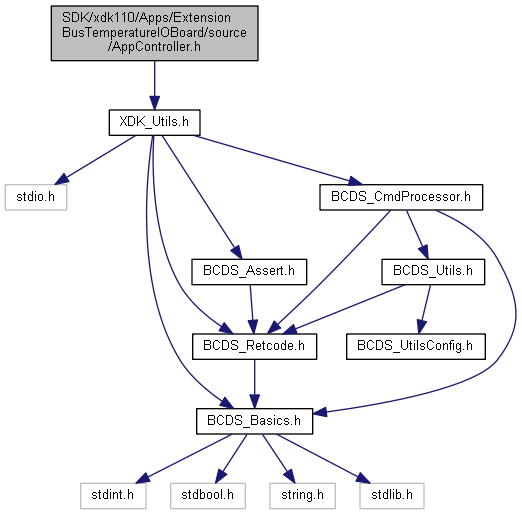 SDK/xdk110/Apps/Extension
BusTemperatureIOBoard/source
/AppController.h
XDK_Utils.h
stdio.h
BCDS_CmdProcessor.h
BCDS_Assert.h
BCDS_Utils.h
BCDS_Retcode.h
BCDS_UtilsConfig.h
BCDS_Basics.h
stdint.h
stdbool.h
string.h
stdlib.h